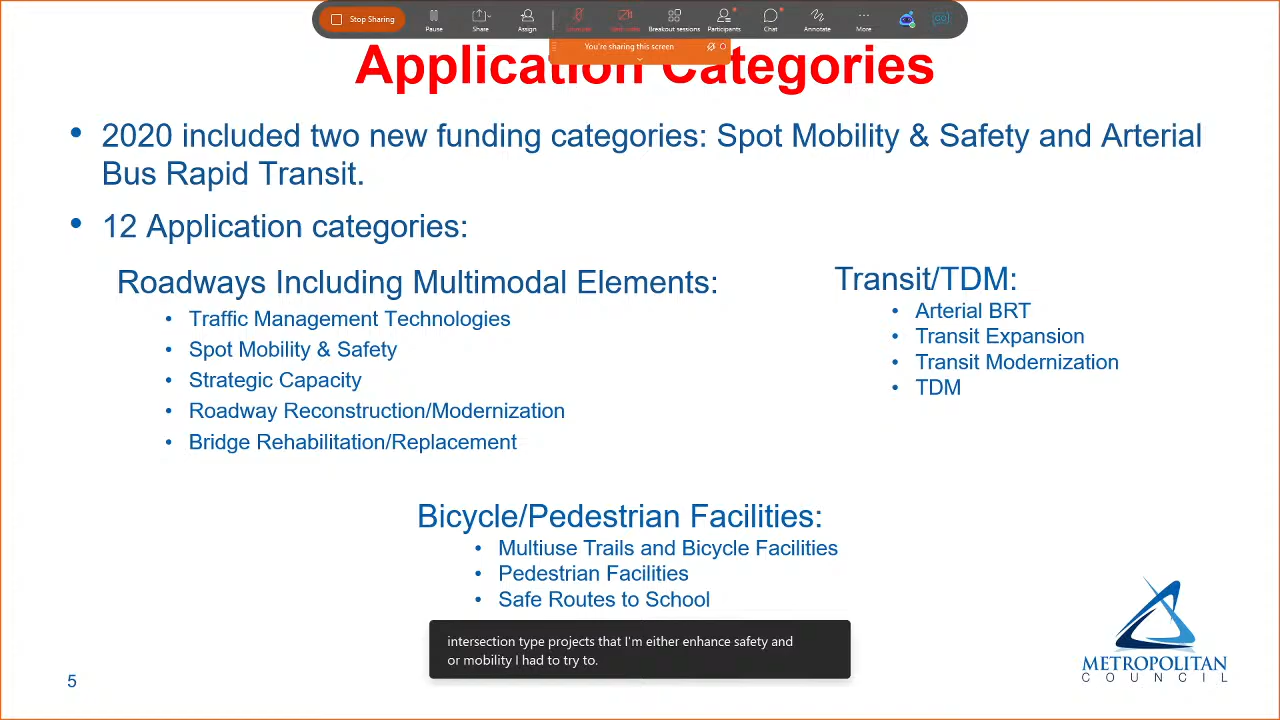 Stop Sharing
Pause
Share
Assign
Breakout sessions
Participants
Chat
Annotate
More
You're sharing this screen
Application Categories
• 2020 included two new funding categories: Spot Mobility & Safety and Arterial
Bus Rapid Transit.
• 12 Application categories:
Roadways Including Multimodal Elements:
• Traffic Management Technologies
• Spot Mobility & Safety
• Strategic Capacity
• Roadway Reconstruction/Modernization
• Bridge Rehabilitation/Replacement
Transit/TDM:
• Arterial BRT
• Transit Expansion
• Transit Modernization
• TDM
Bicycle/Pedestrian Facilities:
• Multiuse Trails and Bicycle Facilities
• Pedestrian Facilities
• Safe Routes to School
intersection type projects that I'm either enhance safety and
or mobility I had to try to.
5
METROPOLITAN
COUNCIL